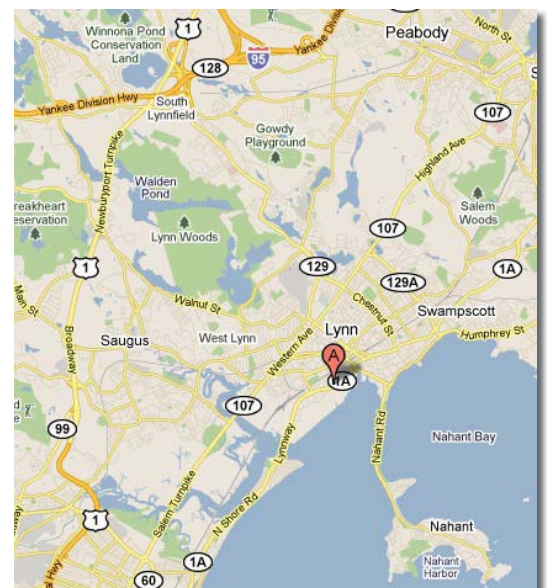 Winnona Pond
Conservation
Land
1
Yankee Divisi
Peabody
North St
95
128
Yankee Division Hwy
South
Lynnfield
107
Newburyport Turnpike
Gowdy
Playground
Highland Ave
Walden
Pond
reakheart
eservation
Lynn Woods
Salem
Woods
107
1
129
1A
129A
Main St
Walnut St
Chestnut St
Swampscott
Broadway
Saugus
West Lynn
Western Ave
Lynn
Humphrey St
A
1A
107
99
Lynnway
Nahant Rd
Nahant Bay
Salem Turnpike
N Shore Rd
1
Nahant
1A
Nahant
Harbor
60